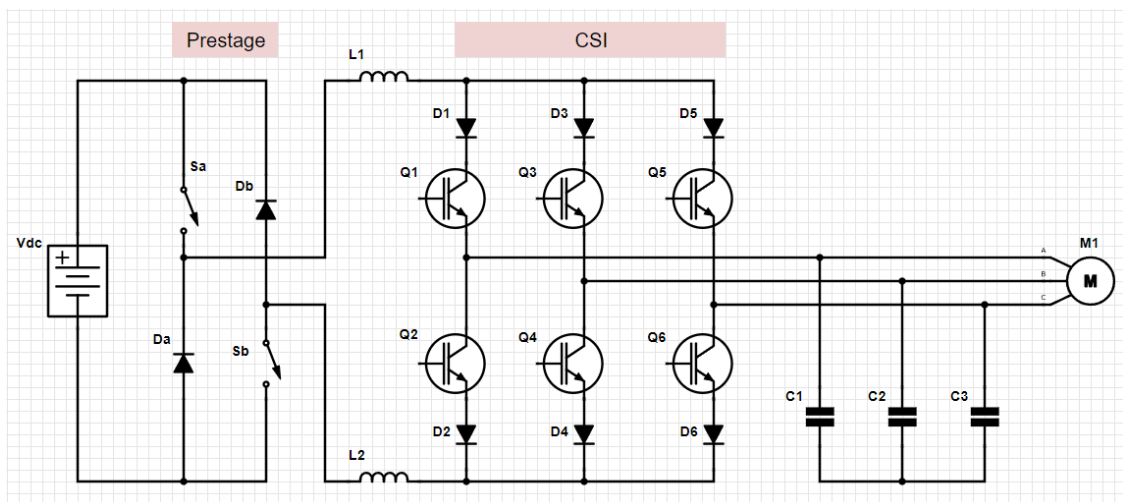 Prestage
CSI
L1
D1
D3
D5
Sa
Q1
Q3
Q5
Db
Vdc
+
A
M1
B
M
C
Da
Sb
Q2
Q4
Q6
C1
C2
C3
D2
D4
D6
L2